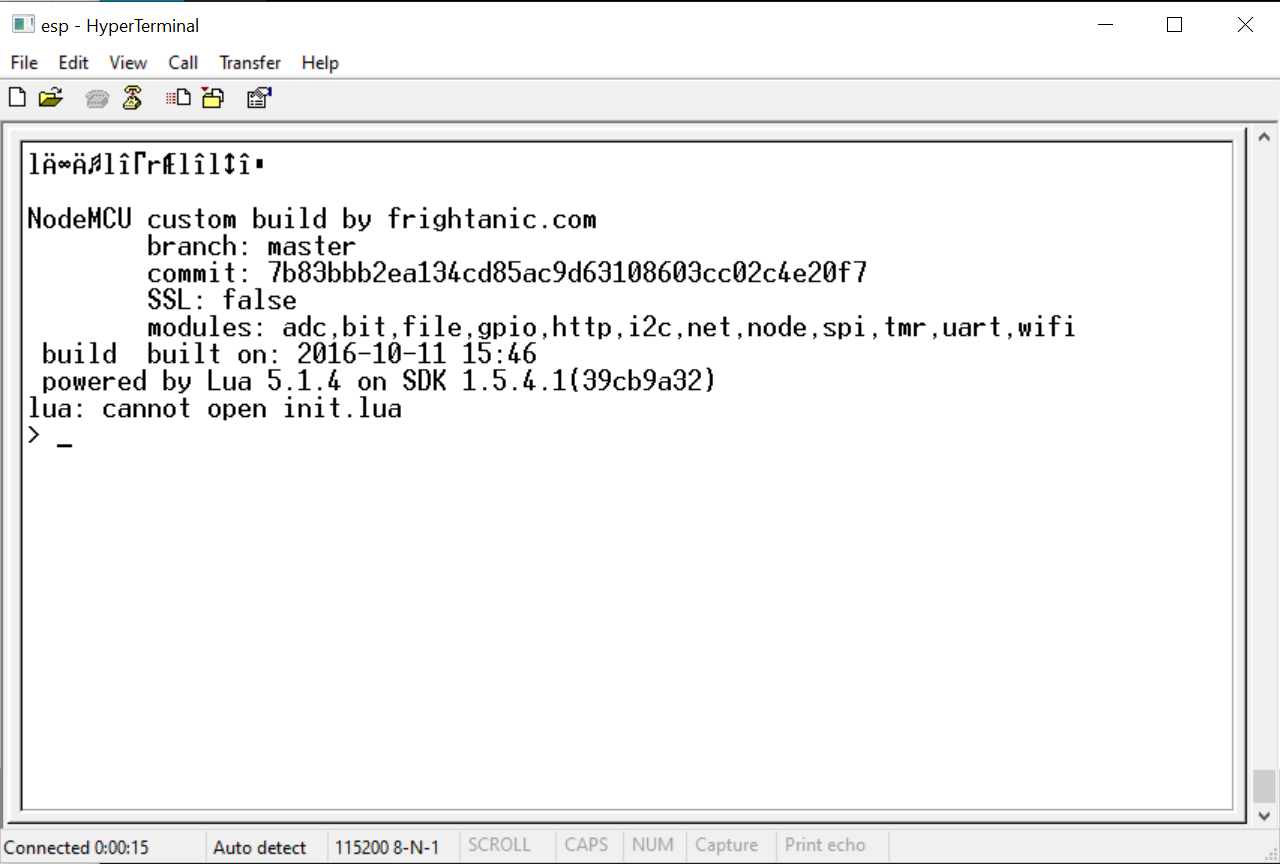 esp - HyperTerminal
File Edit View Call Transfer Help
NodeMCU custom build by frightanic.com
branch: master
commit: 7b83bbb2ea134cd85ac9d63108603cc02c4e20f7
SSL: false
modules: adc,bit,file,gpio,http,i2c,net,node,spi,tmr,uart,wifi
build built on: 2016-10-11 15:46
powered by Lua 5.1.4 on SDK 1.5.4.1(39cb9a32)
lua: cannot open init.lua
> _
Connected 0:00:15 Auto detect 115200 8-N-1 SCROLL CAPS NUM Capture Print echo